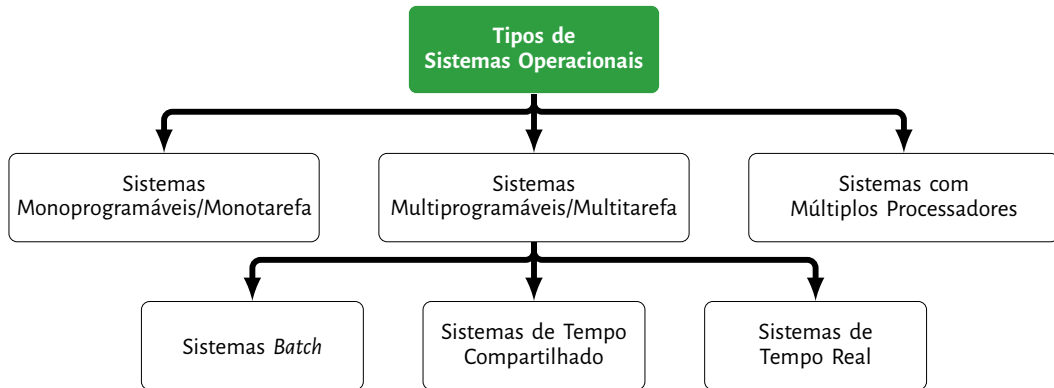 Tipos de
Sistemas Operacionais
Sistemas
Monoprogramáveis/Monotarefa
Sistemas
Multiprogramáveis/Multitarefa
Sistemas com
Múltiplos Processadores
Sistemas Batch
Sistemas de Tempo
Compartilhado
Sistemas de
Tempo Real